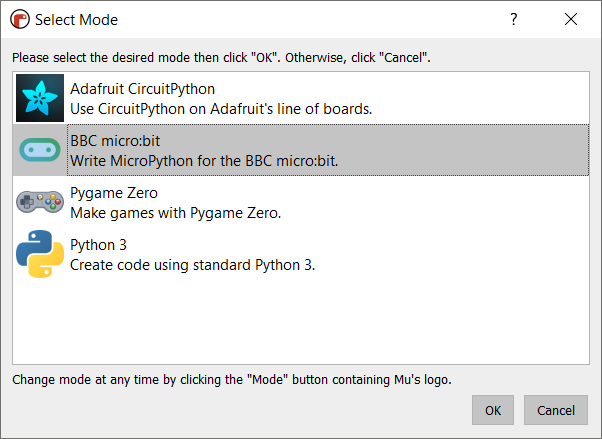 Select Mode
?
Please select the desired mode then click "OK". Otherwise, click "Cancel".
Adafruit CircuitPython
Use CircuitPython on Adafruit's line of boards.
BBC micro:bit
Write MicroPython for the BBC micro:bit.
Pygame Zero
Make games with Pygame Zero.
Python 3
Create code using standard Python 3.
Change mode at any time by clicking the "Mode" button containing Mu's logo.
OK Cancel